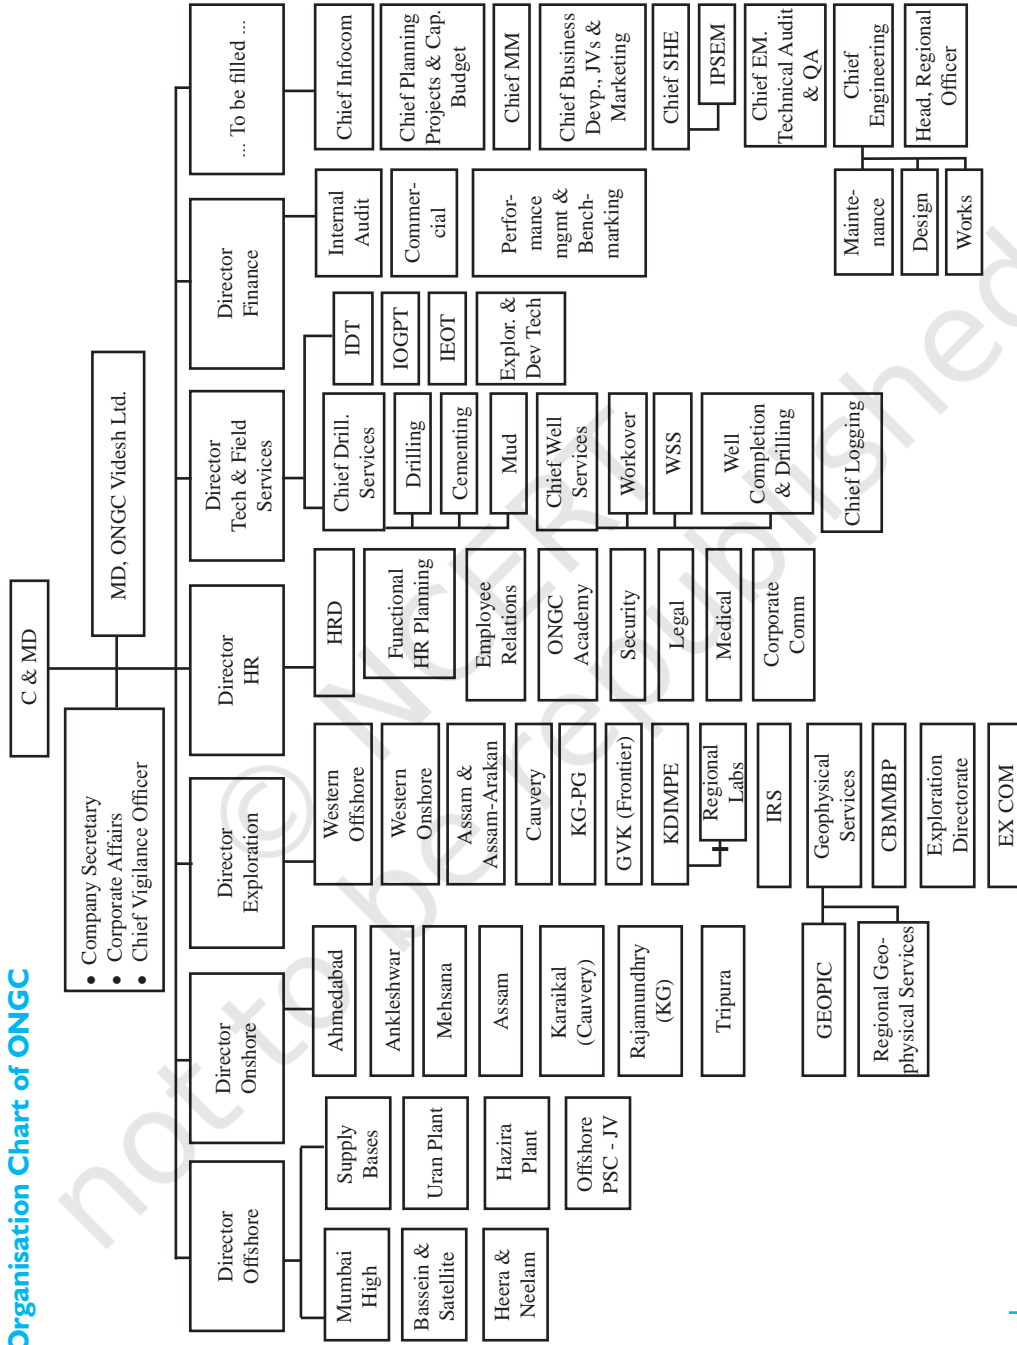 Organisation Chart of ONGC
C & MD
• Company Secretary
• Corporate Affairs
• Chief Vigilance Officer
MD, ONGC Videsh Ltd.
Director
Offshore
Director
Onshore
Director
Exploration
Director
HR
Director
Tech & Field
Services
Director
Finance
... To be filled ...
Mumbai
High
Bassein &
Satellite
Heera &
Neelam
Supply
Bases
Uran Plant
Hazira
Plant
Offshore
PSC - JV
Ahmedabad
Ankleshwar
Mehsana
Assam
Karaikal
(Cauvery)
Rajamundhry
(KG)
Tripura
Western
Offshore
Western
Onshore
Assam &
Assam-Arakan
Cauvery
KG-PG
GVK (Frontier)
KDIMPE
Regional
Labs
IRS
Geophysical
Services
GEOPIC
Regional Geo-
physical Services
CBMMBP
Exploration
Directorate
EX COM
HRD
Functional
HR Planning
Employee
Relations
ONGC
Academy
Security
Legal
Medical
Corporate
Comm
Chief Drill.
Services
Drilling
Cementing
Mud
Chief Well
Services
Workover
WSS
Well
Completion
& Drilling
Chief Logging
IDT
IOGPT
IEOT
Explor. &
Dev Tech
Internal
Audit
Commer-
cial
Perfor-
mance
mgmt &
Bench-
marking
Chief Infocom
Chief Planning
Projects & Cap.
Budget
Chief MM
Chief Business
Devp., JVs &
Marketing
Chief SHE
IPSEM
Chief EM.
Technical Audit
& QA
Chief
Engineering
Mainte-
nance
Design
Works
Head, Regional
Officer
© NCERT
not to be republished